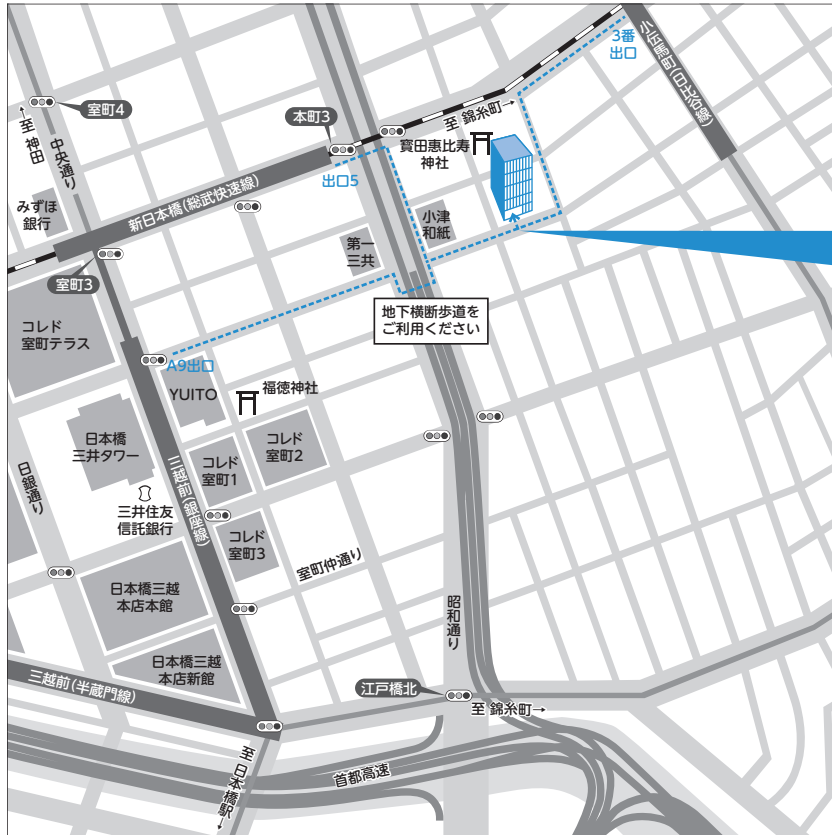 3番
出口
小伝馬町(日比谷線)
室町4
←至 神田
中央通り
本町3
至 錦糸町→
寳田恵比寿
神社
新日本橋(総武快速線)
出口5
みずほ
銀行
小津
和紙
第一
三共
室町3
地下横断歩道を
ご利用ください
コレド
室町テラス
A9出口
YUITO
福徳神社
日本橋
三井タワー
コレド
室町1
コレド
室町2
日銀通り
三越前(銀座線)
三井住友
信託銀行
コレド
室町3
室町仲通り
日本橋三越
本店本館
昭和通り
日本橋三越
本店新館
三越前(半蔵門線)
江戸橋北
至 錦糸町→
首都高速
至 日本橋駅→